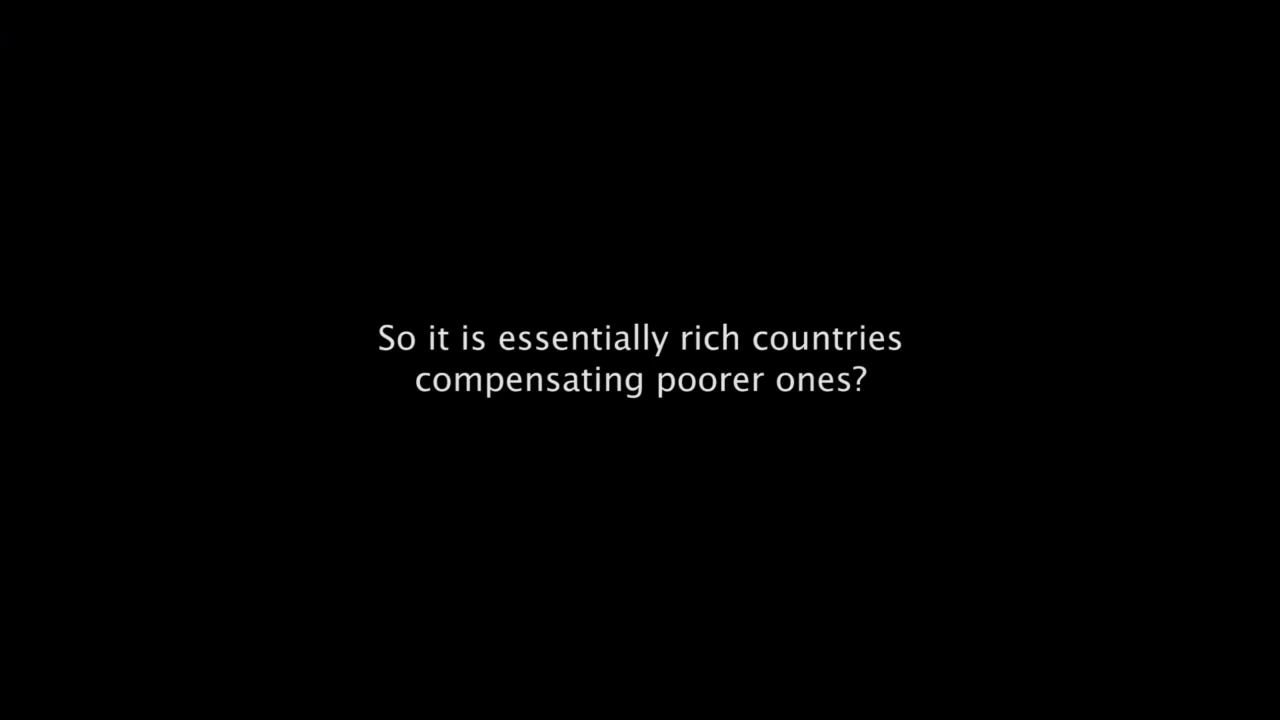 So it is essentially rich countries
compensating poorer ones?